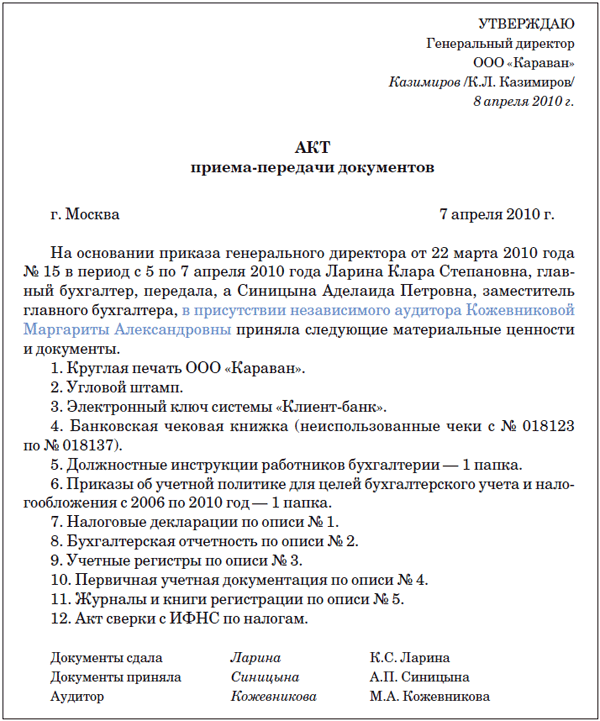 УТВЕРЖДАЮ
Генеральный директор
ООО «Караван»
Казимиров /К.Л. Казимиров/
8 апреля 2010 г.
АКТ
приема-передачи документов
г. Москва 7 апреля 2010 г.
На основании приказа генерального директора от 22 марта 2010 года
№ 15 в период с 5 по 7 апреля 2010 года Ларина Клара Степановна, глав-
ный бухгалтер, передала, а Синицына Аделаида Петровна, заместитель
главного бухгалтера, в присутствии независимого аудитора Кожевниковой
Маргариты Александровны приняла следующие материальные ценности
и документы.
1. Круглая печать ООО «Караван».
2. Угловой штамп.
3. Электронный ключ системы «Клиент-банк».
4. Банковская чековая книжка (неиспользованные чеки с № 018123
по № 018137).
5. Должностные инструкции работников бухгалтерии — 1 папка.
6. Приказы об учетной политике для целей бухгалтерского учета и нало-
гообложения с 2006 по 2010 год — 1 папка.
7. Налоговые декларации по описи № 1.
8. Бухгалтерская отчетность по описи № 2.
9. Учетные регистры по описи № 3.
10. Первичная учетная документация по описи № 4.
11. Журналы и книги регистрации по описи № 5.
12. Акт сверки с ИФНС по налогам.
Документы сдала Ларина К.С. Ларина
Документы приняла Синицына А.П. Синицына
Аудитор Кожевникова М.А. Кожевникова